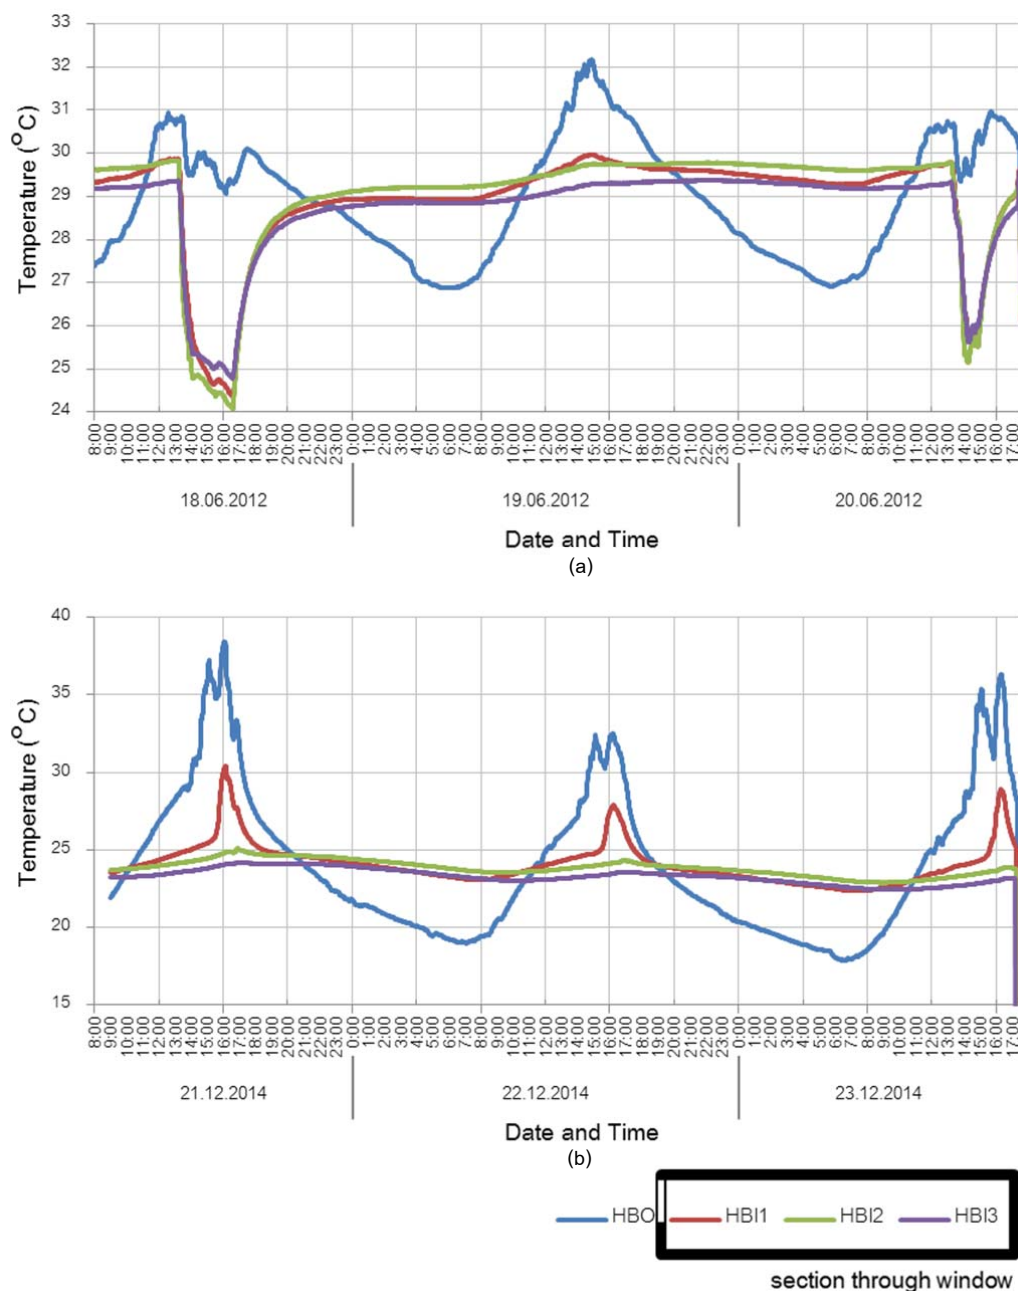 33
32
31
30
29
28
27
26
25
24
Temperature (°C)
8:00 9:00 10:00 11:00 12:00 13:00 14:00 15:00 16:00 17:00 18:00 19:00 20:00 21:00 22:00 23:00 0:00 1:00 2:00 3:00 4:00 5:00 6:00 7:00 8:00 9:00 10:00 11:00 12:00 13:00 14:00 15:00 16:00 17:00 18:00 19:00 20:00 21:00 22:00 23:00 0:00 1:00 2:00 3:00 4:00 5:00 6:00 7:00 8:00 9:00 10:00 11:00 12:00 13:00 14:00 15:00 16:00 17:00
18.06.2012 19.06.2012 20.06.2012
Date and Time
(a)
40
35
30
25
20
15
Temperature (°C)
8:00 9:00 10:00 11:00 12:00 13:00 14:00 15:00 16:00 17:00 18:00 19:00 20:00 21:00 22:00 23:00 0:00 1:00 2:00 3:00 4:00 5:00 6:00 7:00 8:00 9:00 10:00 11:00 12:00 13:00 14:00 15:00 16:00 17:00 18:00 19:00 20:00 21:00 22:00 23:00 0:00 1:00 2:00 3:00 4:00 5:00 6:00 7:00 8:00 9:00 10:00 11:00 12:00 13:00 14:00 15:00 16:00 17:00
21.12.2014 22.12.2014 23.12.2014
Date and Time
(b)
HBO HBI1 HBI2 HBI3
section through window